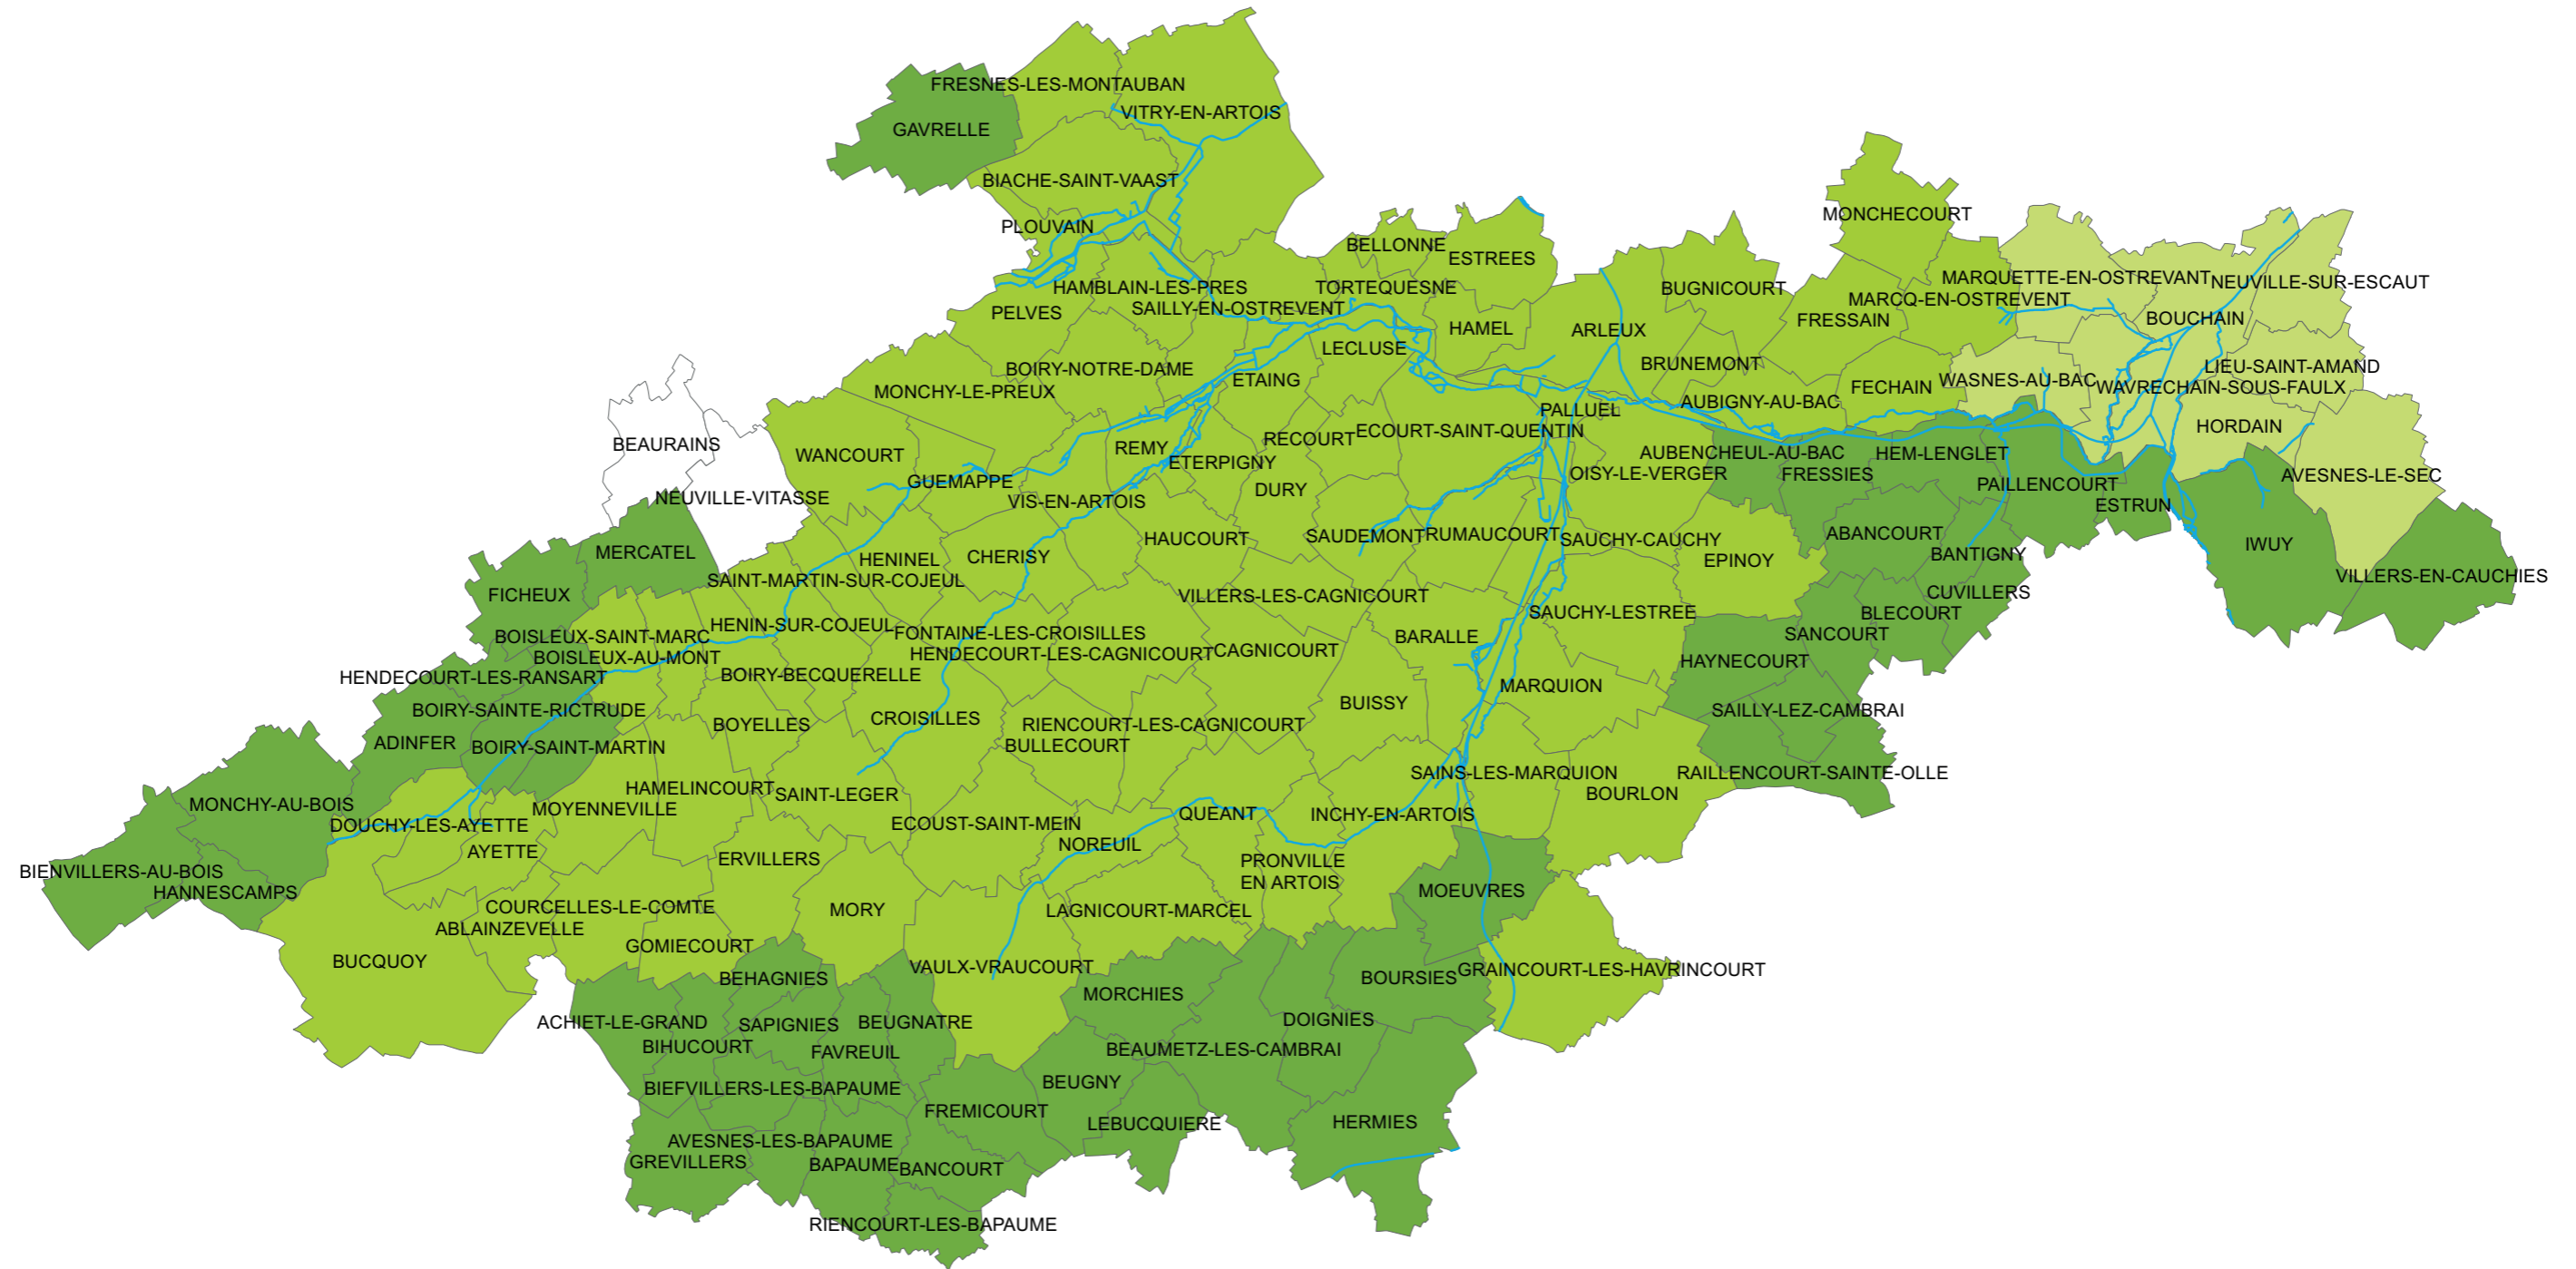 FRESNES-LES-MONTAUBAN
VITRY-EN-ARTOIS
GAVRELLE
BIACHE-SAINT-VAAST
PLOUVAIN
MONCHECOURT
BELLONNE
ESTREES
HAMBLAIN-LES-PRES
TORTEQUESNE
SAILLY-EN-OSTREVENT
PELVES
BUGNICOURT
MARQUETTE-EN-OSTREVANT
NEUVILLE-SUR-ESCAUT
MARCQ-EN-OSTREVENT
FRESSAIN
BOUCHAIN
HAMEL
ARLEUX
LECLUSE
BRUNEMONT
BOIRY-NOTRE-DAME
MONCHY-LE-PREUX
ETAING
FECHAIN
WASNES-AU-BAC
LIEU-SAINT-AMAND
WAVRECHAIN-SOUS-FAULX
AUBIGNY-AU-BAC
PALLUEL
BEAURAINS
WANCOURT
REMY
RECOURT
ECOURT-SAINT-QUENTIN
HORDAIN
ETERPIGNY
AUBENCHEUL-AU-BAC
HEM-LENGLET
OISY-LE-VERGER
FRESSIES
AVESNES-LE-SEC
GUEMAPPE
NEUVILLE-VITASSE
VIS-EN-ARTOIS
DURY
PAILLENCOURT
ESTRUN
MERCATEL
HENINEL
CHERISY
HAUCOURT
SAUDEMONT
RUMAUCOURT
SAUCHY-CAUCHY
EPINOY
ABANCOURT
BANTIGNY
IWUY
VILLERS-EN-CAUCHIES
SAINT-MARTIN-SUR-COJEUL
FICHEUX
VILLERS-LES-CAGNICOURT
CUVILLERS
BLECOURT
SAUCHY-LESTREE
SANCOURT
BOISLEUX-SAINT-MARC
HENIN-SUR-COJEUL
FONTAINE-LES-CROISILLES
BARALLE
BOISLEUX-AU-MONT
HENDECOURT-LES-CAGNICOURT
CAGNICOURT
HAYNECOURT
HENDECOURT-LES-RANSART
BOIRY-BECQUERELLE
MARQUION
BOIRY-SAINTE-RICTRUDE
BUISSY
SAILLY-LEZ-CAMBRAI
ADINFER
BOIRY-SAINT-MARTIN
BOYELLES
CROISILLES
RIENCOURT-LES-CAGNICOURT
BULLECOURT
SAINS-LES-MARQUION
RAILLENCOURT-SAINTE-OLLE
BOURLON
MONCHY-AU-BOIS
HAMELINCOURT
SAINT-LEGER
MOYENNEVILLE
DOUCHY-LES-AYETTE
ECOUST-SAINT-MEIN
QUEANT
INCHY-EN-ARTOIS
NOREUIL
AYETTE
ERVILLERS
PRONVILLE
EN ARTOIS
BIENVILLERS-AU-BOIS
HANNESCAMPS
MOEUVRES
COURCELLES-LE-COMTE
MORY
LAGNICOURT-MARCEL
ABLAINZEVELLE
GOMIECOURT
BUCQUOY
VAULX-VRAUCOURT
GRAINCOURT-LES-HAVRINCOURT
BEHAGNIES
BOURSIES
MORCHIES
ACHIET-LE-GRAND
SAPIGNIES
BEUGNATRE
DOIGNIES
BIHUCOURT
FAVREUIL
BEAUMETZ-LES-CAMBRAI
BIEFVILLERS-LES-BAPAUME
BEUGNY
FREMICOURT
LEBUCQUIERE
HERMIES
AVESNES-LES-BAPAUME
GREVILLERS
BAPAUME
BANCOURT
RIENCOURT-LES-BAPAUME